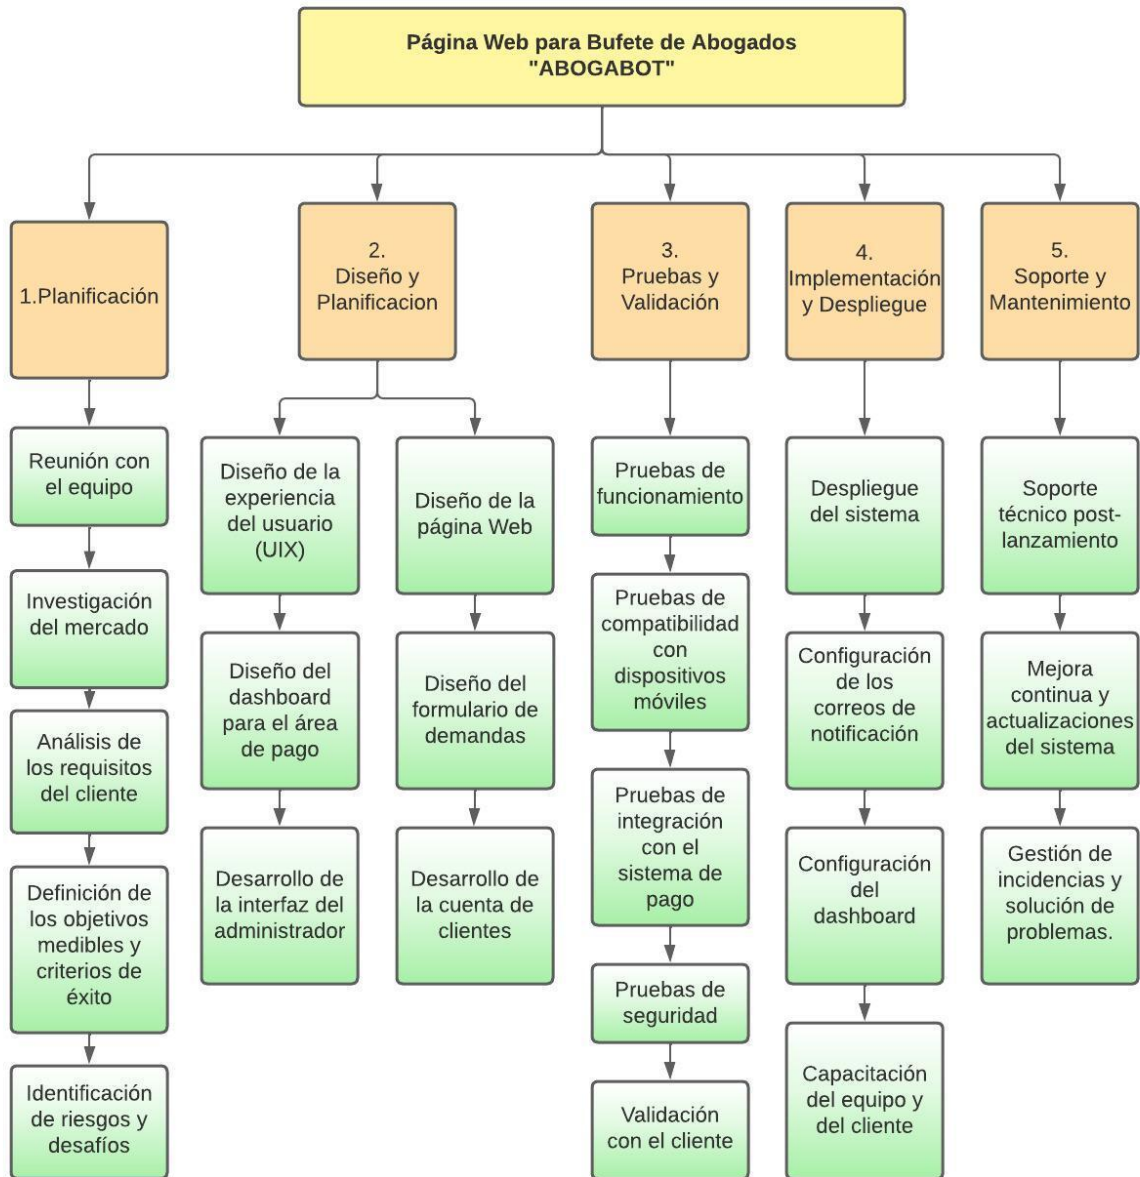 Página Web para Bufete de Abogados
"ABOGABOT"
1.Planificación
2.
Diseño y
Planificacion
3.
Pruebas y
Validación
4.
Implementación
y Despliegue
5.
Soporte y
Mantenimiento
Reunión con
el equipo
Investigación
del mercado
Análisis de
los requisitos
del cliente
Definición de
los objetivos
medibles y
criterios de
éxito
Identificación
de riesgos y
desafíos
Diseño de la
experiencia
del usuario
(UIX)
Diseño del
dashboard
para el área
de pago
Desarrollo de
la interfaz del
administrador
Diseño de la
página Web
Diseño del
formulario de
demandas
Desarrollo de
la cuenta de
clientes
Pruebas de
funcionamiento
Pruebas de
compatibilidad
con
dispositivos
móviles
Pruebas de
integración
con el
sistema de
pago
Pruebas de
seguridad
Validación
con el cliente
Despliegue
del sistema
Configuración
de los
correos de
notificación
Configuración
del
dashboard
Capacitación
del equipo y
del cliente
Soporte
técnico post-
lanzamiento
Mejora
continua y
actualizaciones
del sistema
Gestión de
incidencias y
solución de
problemas.